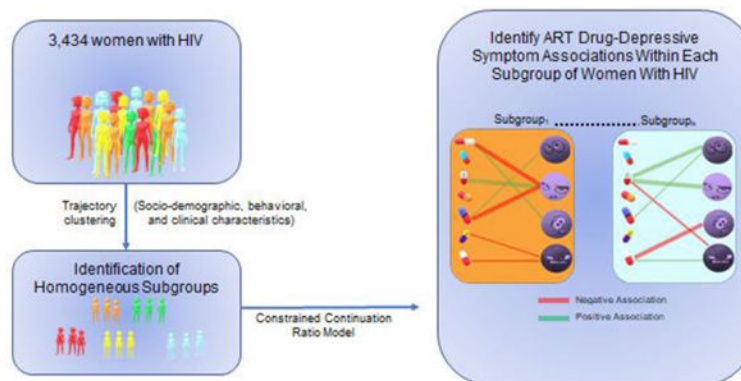 3,434 women with HIV
Trajectory
clustering
(Socio-demographic, behavioral,
and clinical characteristics)
Identification of
Homogeneous Subgroups
Constrained Continuation
Ratio Model
Identify ART Drug-Depressive
Symptom Associations Within Each
Subgroup of Women With HIV
Subgroup₁ Subgroup
Negative Association
Positive Association